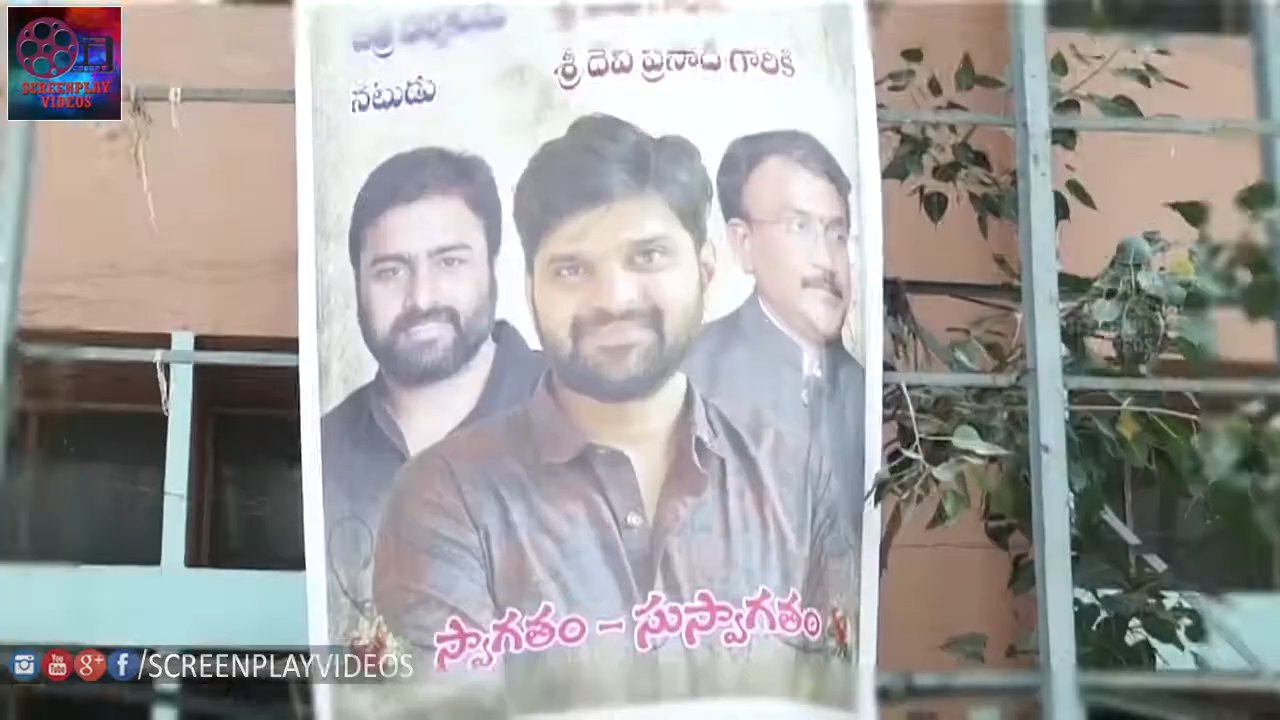 SCREENPLAY
VIDEOS
నటుడు
శ్రీ దేవి ప్రసాద్ గారికి
స్వాగతం - సుస్వాగతం
/SCREENPLAYVIDEOS